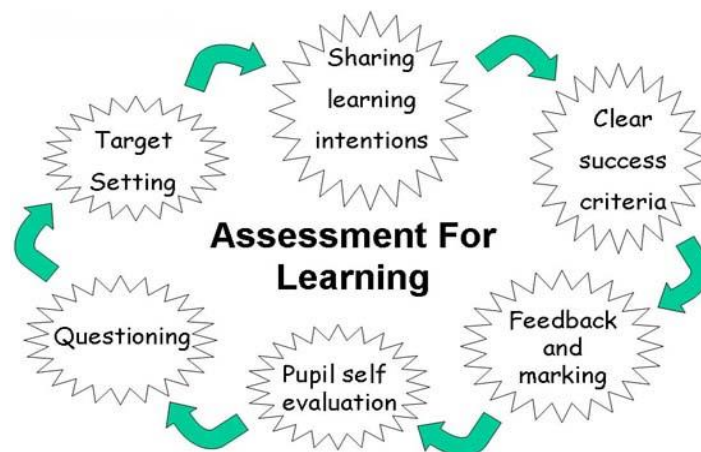 Sharing
learning
intentions
Clear
success
criteria
Target
Setting
Assessment For
Learning
Feedback
and
marking
Questioning
Pupil self
evaluation